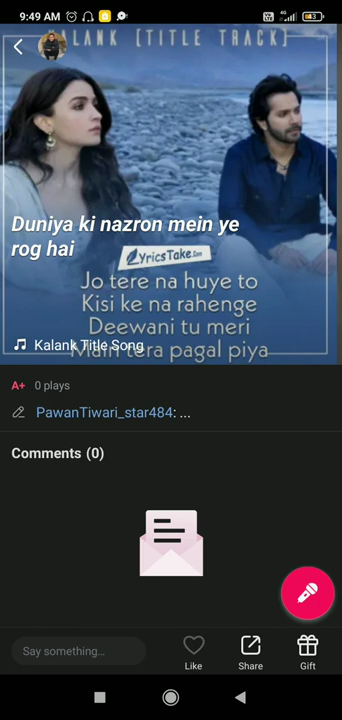 9:49 AM
4G
43
LANK [TITLE TRACK]
Duniya ki nazron mein ye
rog hai
LyricsTake.Com
Jo tere na huye to
Kisi ke na rahenge
Deewani tu meri
Main tera pagal piya
Kalank Title Song
A+ 0 plays
PawanTiwari_star484: ...
Comments (0)
Say something...
Like
Share
Gift